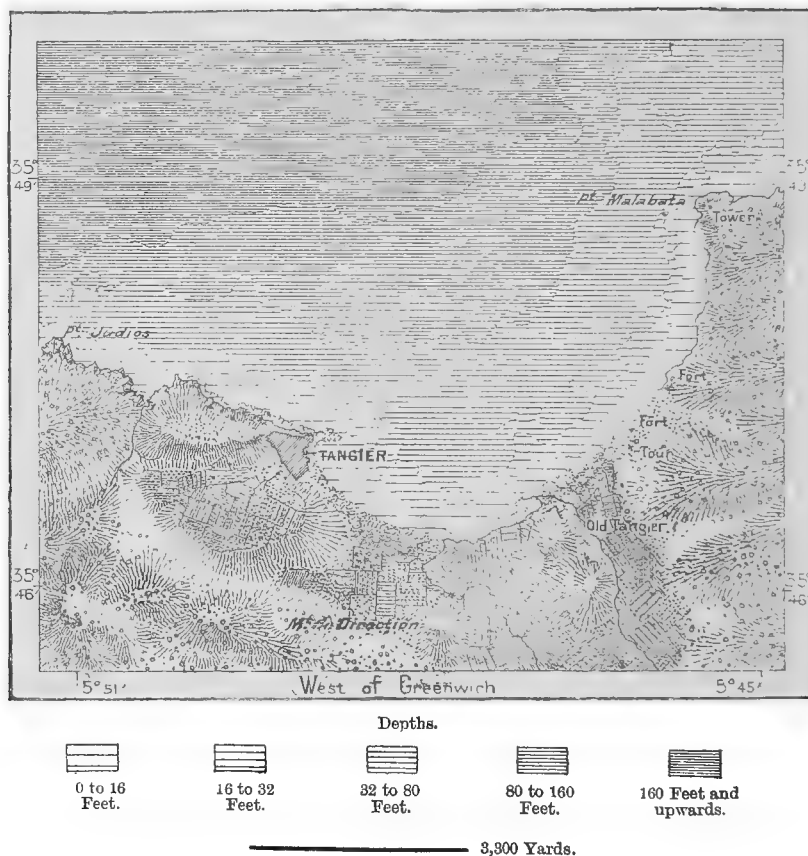 35° 35°
49' 49'
Pt. Malabata
Tower
Pt. Judios
Fort
Fort
TANGIER
Tour
Old Tangier
35° 35°
46' 46'
Mt. Direction
5°51' West of Greenwich 5°45'
Depths.
0 to 16 Feet.
16 to 32 Feet.
32 to 80 Feet.
80 to 160 Feet.
160 Feet and upwards.
3,300 Yards.